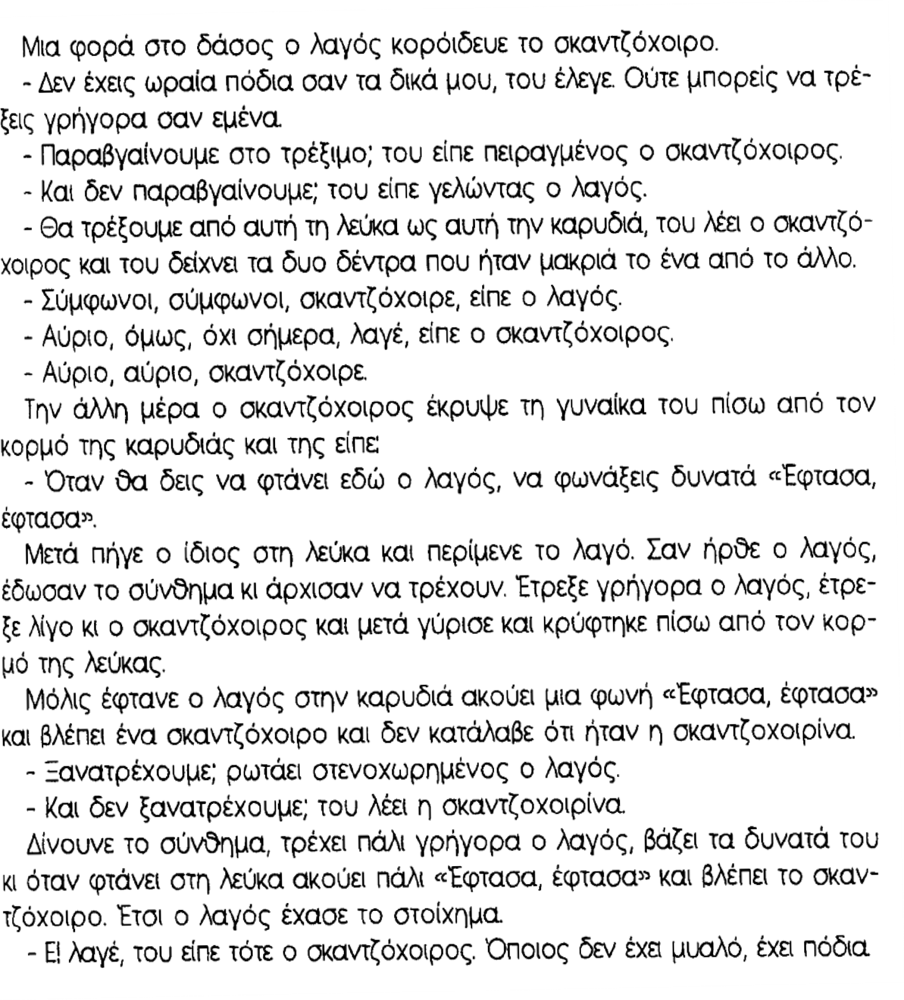 Μια φορά στο δάσος ο λαγός κορόιδευε το σκαντζόχοιρο.
- Δεν έχεις ωραία πόδια σαν τα δικά μου, του έλεγε. Ούτε μπορείς να τρέ-
ξεις γρήγορα σαν εμένα.
- Παραβγαίνουμε στο τρέξιμο; του είπε πειραγμένος ο σκαντζόχοιρος.
- Και δεν παραβγαίνουμε; του είπε γελώντας ο λαγός.
- Θα τρέξουμε από αυτή τη λεύκα ως αυτή την καρυδιά, του λέει ο σκαντζό-
χοιρος και του δείχνει τα δυο δέντρα που ήταν μακριά το ένα από το άλλο.
- Σύμφωνοι, σύμφωνοι, σκαντζόχοιρε, είπε ο λαγός.
- Αύριο, όμως, όχι σήμερα, λαγέ, είπε ο σκαντζόχοιρος.
- Αύριο, αύριο, σκαντζόχοιρε.
Την άλλη μέρα ο σκαντζόχοιρος έκρυψε τη γυναίκα του πίσω από τον
κορμό της καρυδιάς και της είπε:
- Όταν θα δεις να φτάνει εδώ ο λαγός, να φωνάξεις δυνατά «Έφτασα,
έφτασα».
Μετά πήγε ο ίδιος στη λεύκα και περίμενε το λαγό. Σαν ήρθε ο λαγός,
έδωσαν το σύνθημα κι άρχισαν να τρέχουν. Έτρεξε γρήγορα ο λαγός, έτρε-
ξε λίγο κι ο σκαντζόχοιρος και μετά γύρισε και κρύφτηκε πίσω από τον κορ-
μό της λεύκας.
Μόλις έφτανε ο λαγός στην καρυδιά ακούει μια φωνή «Έφτασα, έφτασα»
και βλέπει ένα σκαντζόχοιρο και δεν κατάλαβε ότι ήταν η σκαντζοχοιρίνα.
- Ξανατρέχουμε; ρωτάει στενοχωρημένος ο λαγός.
- Και δεν ξανατρέχουμε; του λέει η σκαντζοχοιρίνα.
Δίνουνε το σύνθημα, τρέχει πάλι γρήγορα ο λαγός, βάζει τα δυνατά του
κι όταν φτάνει στη λεύκα ακούει πάλι «Έφτασα, έφτασα» και βλέπει το σκαν-
τζόχοιρο. Έτσι ο λαγός έχασε το στοίχημα.
- Ε! λαγέ, του είπε τότε ο σκαντζόχοιρος. Όποιος δεν έχει μυαλό, έχει πόδια.